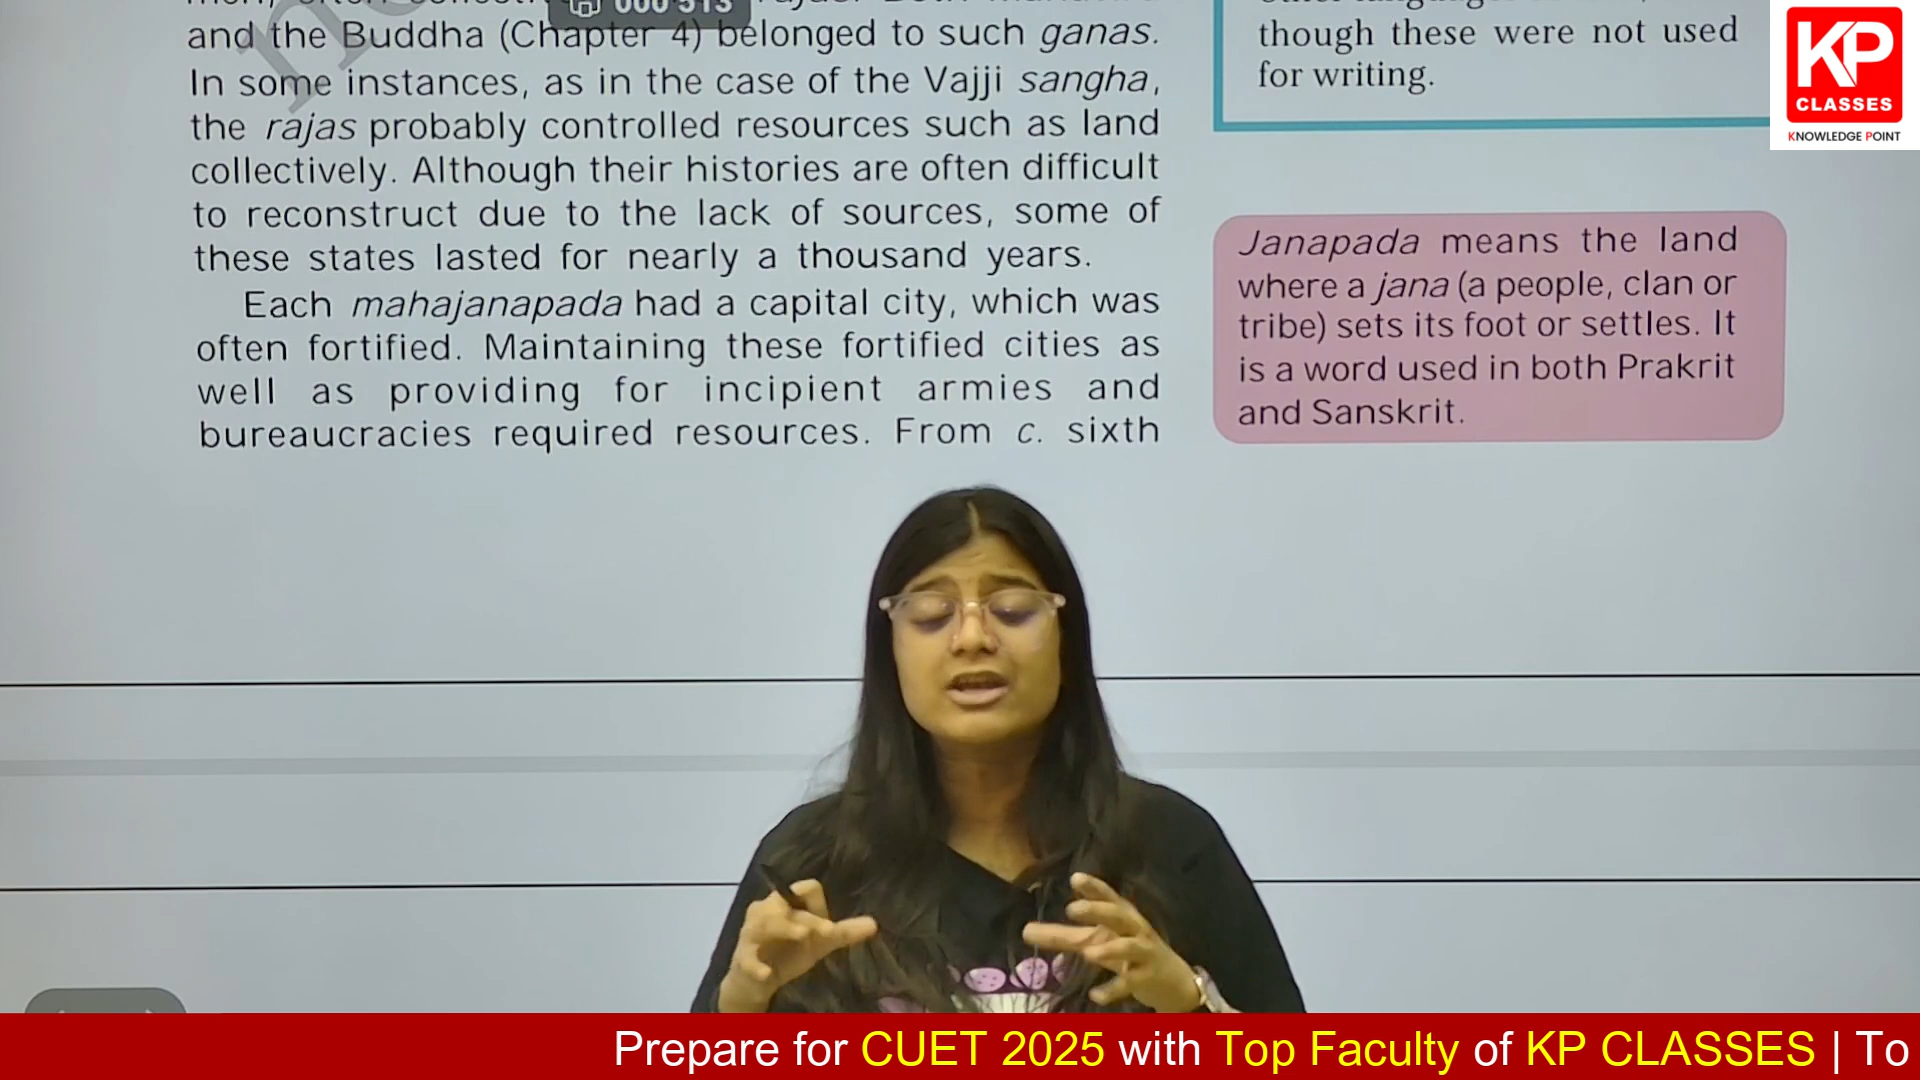 and the Buddha (Chapter 4) belonged to such ganas.
In some instances, as in the case of the Vajji sangha,
the rajas probably controlled resources such as land
collectively. Although their histories are often difficult
to reconstruct due to the lack of sources, some of
these states lasted for nearly a thousand years.
Each mahajanapada had a capital city, which was
often fortified. Maintaining these fortified cities as
well as providing for incipient armies and
bureaucracies required resources. From c. sixth
though these were not used
for writing.
Janapada means the land
where a jana (a people, clan or
tribe) sets its foot or settles. It
is a word used in both Prakrit
and Sanskrit.
KP
CLASSES
KNOWLEDGE POINT
Prepare for CUET 2025 with Top Faculty of KP CLASSES | To